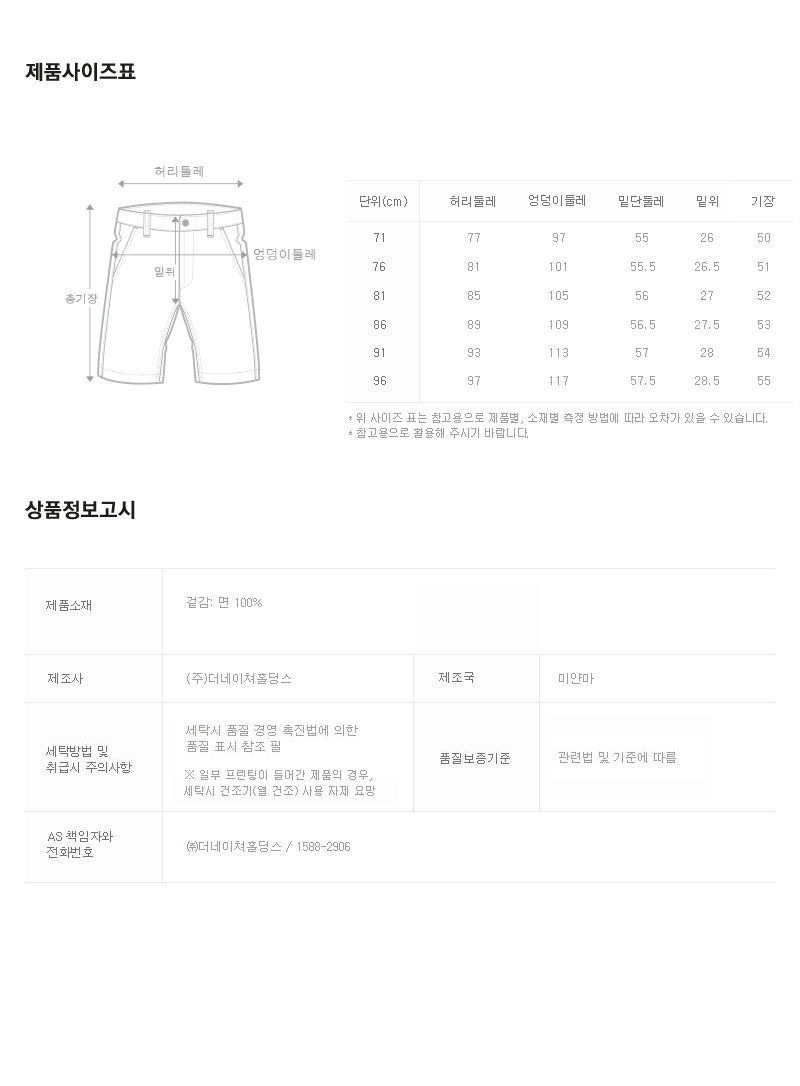 제품사이즈표
허리둘레
엉덩이둘레
밑위
총기장
단위(cm) 허리둘레 엉덩이둘레 밑단둘레 밑위 기장
71 77 97 55 26 50
76 81 101 55.5 26.5 51
81 85 105 56 27 52
86 89 109 56.5 27.5 53
91 93 113 57 28 54
96 97 117 57.5 28.5 55
* 위 사이즈 표는 참고용으로 제품별, 소재별 측정 방법에 따라 오차가 있을 수 있습니다.
* 참고용으로 활용해 주시기 바랍니다.
상품정보고시
제품소재 겉감: 면 100%
제조사 (주)더네이쳐홀딩스 제조국 미얀마
세탁방법 및
취급시 주의사항
세탁시 품질 경영 촉진법에 의한
품질 표시 참조 필
※ 일부 프린팅이 들어간 제품의 경우,
세탁시 건조기(열 건조) 사용 자제 요망
품질보증기준 관련법 및 기준에 따름
AS 책임자와
전화번호
㈜더네이쳐홀딩스 / 1588-2906